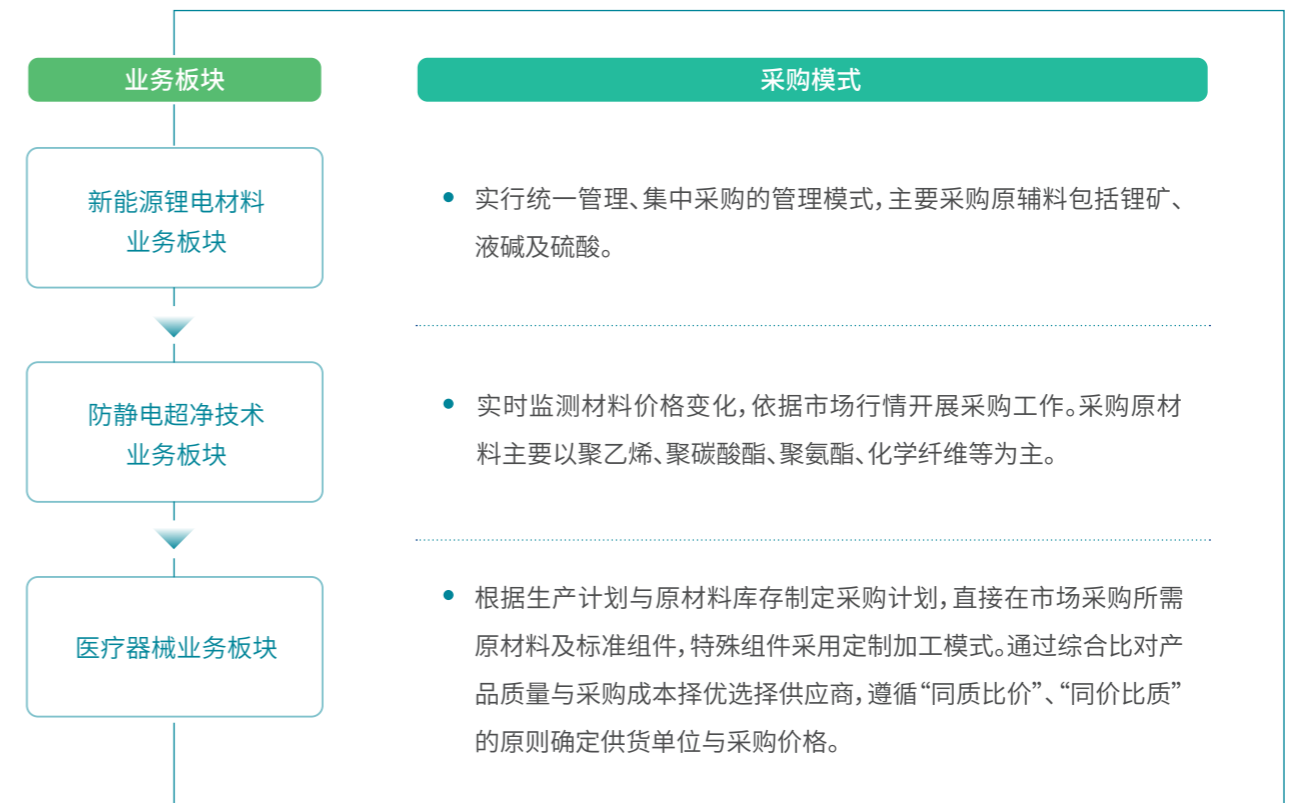 业务板块
采购模式
新能源锂电材料
业务板块
实行统一管理、集中采购的管理模式，主要采购原辅料包括锂矿、
液碱及硫酸。
防静电超净技术
业务板块
实时监测材料价格变化，依据市场行情开展采购工作。采购原材
料主要以聚乙烯、聚碳酸酯、聚氨酯、化学纤维等为主。
医疗器械业务板块
根据生产计划与原材料库存制定采购计划，直接在市场采购所需
原材料及标准组件，特殊组件采用定制加工模式。通过综合比对产
品质量与采购成本择优选择供应商，遵循“同质比价”、“同价比质”
的原则确定供货单位与采购价格。